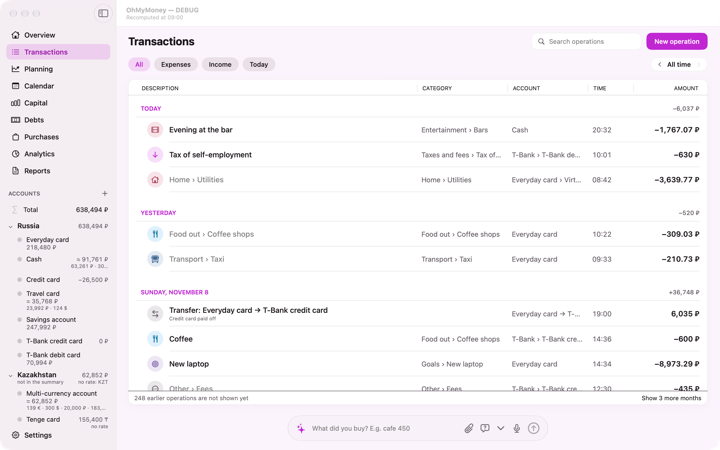 OhMyMoney — DEBUG
Recomputed at 09:00
Overview
Transactions
Planning
Calendar
Capital
Debts
Purchases
Analytics
Reports
ACCOUNTS
Total 638,494 ₽
Russia 638,494 ₽
Everyday card
218,480 ₽
Cash ≈ 91,761 ₽
63,261 ₽ · 30...
Credit card −26,500 ₽
Travel card
≈ 35,768 ₽
23,992 ₽ · 124 $
Savings account
247,992 ₽
T-Bank credit card 0 ₽
T-Bank debit card
70,994 ₽
Kazakhstan 62,852 ₽
not in the summary no rate: KZT
Multi-currency account
≈ 62,852 ₽
139 € · 300 $ · 20,000 ₽ · 183,...
Tenge card 155,400 ₸
no rate
Settings
Transactions
Search operations
New operation
All
Expenses
Income
Today
All time
DESCRIPTION CATEGORY ACCOUNT TIME AMOUNT
TODAY −6,037 ₽
Evening at the bar Entertainment › Bars Cash 20:32 −1,767.07 ₽
Tax of self-employment Taxes and fees › Tax of... T-Bank › T-Bank de... 10:01 −630 ₽
Home › Utilities Home › Utilities Everyday card › Virt... 08:42 −3,639.77 ₽
YESTERDAY −520 ₽
Food out › Coffee shops Food out › Coffee shops Everyday card 10:22 −309.03 ₽
Transport › Taxi Transport › Taxi Everyday card 09:33 −210.73 ₽
SUNDAY, NOVEMBER 8 +36,748 ₽
Transfer: Everyday card → T-Bank credit card Everyday card → T-... 19:00 6,035 ₽
Credit card paid off
Coffee Food out › Coffee shops T-Bank › T-Bank cre... 14:36 −600 ₽
New laptop Goals › New laptop Everyday card 14:34 −8,973.29 ₽
Other › Fees Other › Fees T-Bank › T-Bank cre... 12:30 −435 ₽
248 earlier operations are not shown yet Show 3 more months
What did you buy? E.g. cafe 450